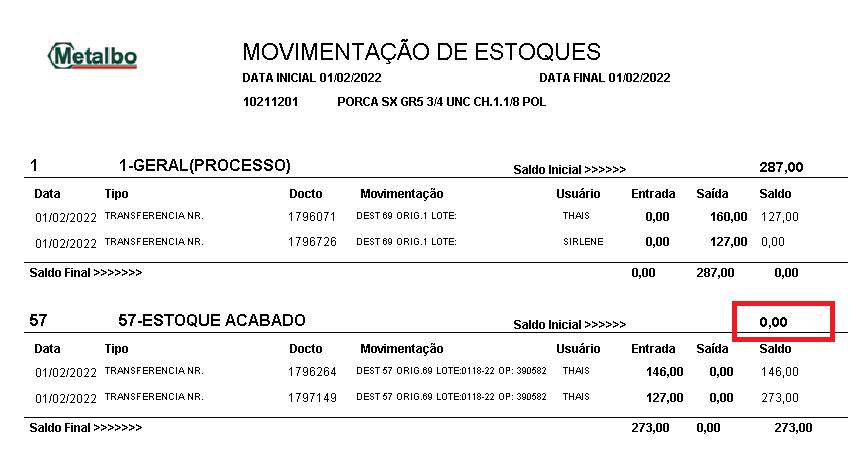 Metalbo
MOVIMENTAÇÃO DE ESTOQUES
DATA INICIAL 01/02/2022 DATA FINAL 01/02/2022
10211201 PORCA SX GR5 3/4 UNC CH.1.1/8 POL
1 1-GERAL(PROCESSO) Saldo Inicial >>>>>> 287,00
Data Tipo Docto Movimentação Usuário Entrada Saída Saldo
01/02/2022 TRANSFERENCIA NR. 1796071 DEST 69 ORIG.1 LOTE: THAIS 0,00 160,00 127,00
01/02/2022 TRANSFERENCIA NR. 1796726 DEST 69 ORIG.1 LOTE: SIRLENE 0,00 127,00 0,00
Saldo Final >>>>>>> 0,00 287,00 0,00
57 57-ESTOQUE ACABADO Saldo Inicial >>>>>> 0,00
Data Tipo Docto Movimentação Usuário Entrada Saída Saldo
01/02/2022 TRANSFERENCIA NR. 1796264 DEST 57 ORIG.69 LOTE:0118-22 OP: 390582 THAIS 146,00 0,00 146,00
01/02/2022 TRANSFERENCIA NR. 1797149 DEST 57 ORIG.69 LOTE:0118-22 OP: 390582 THAIS 127,00 0,00 273,00
Saldo Final >>>>>>> 273,00 0,00 273,00